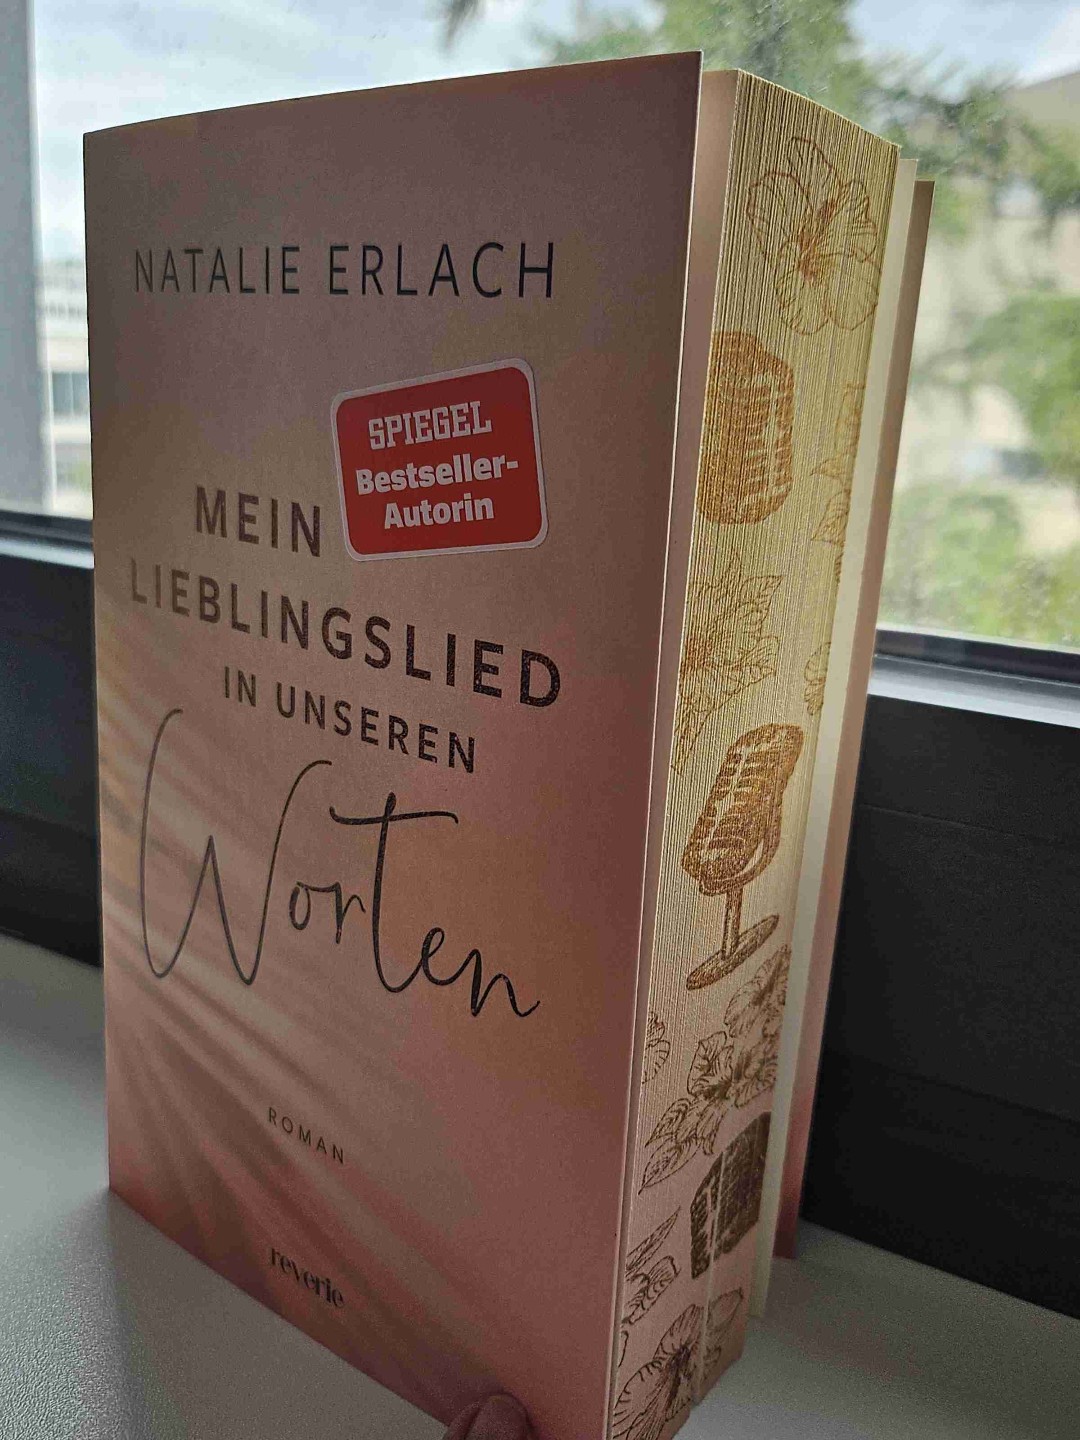 NATALIE ERLACH
SPIEGEL
Bestseller-
Autorin
MEIN
LIEBLINGSLIED
IN UNSEREN
Worten
ROMAN
reverie